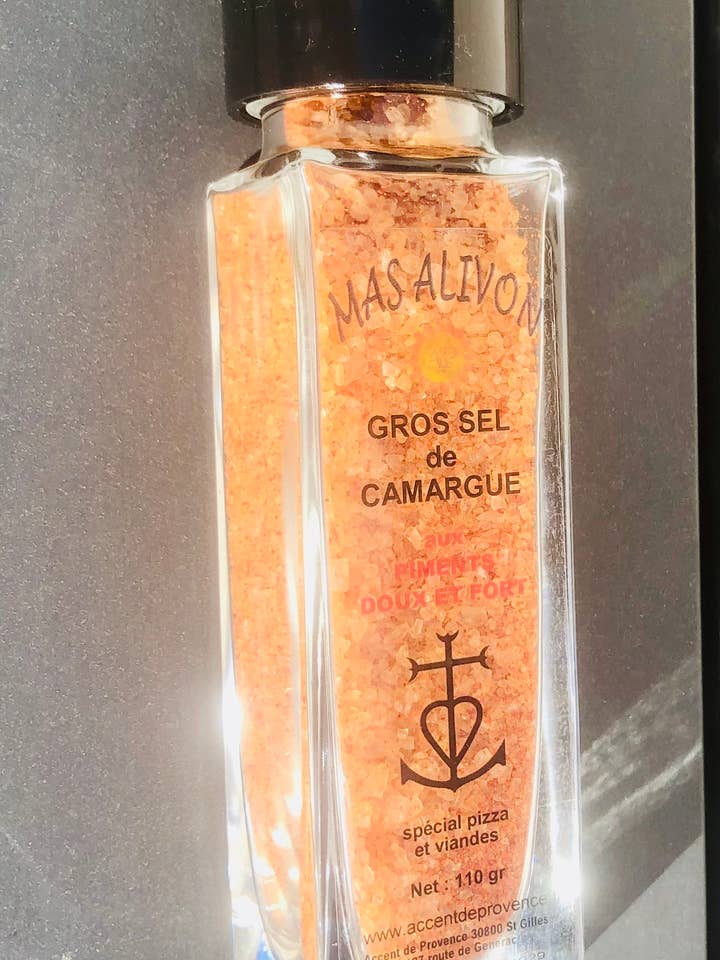 MAS ALIVON
GROS SEL
de
CAMARGUE
aux
PIMENTS
DOUX ET FORT
spécial pizza
et viandes
Net : 110 gr
www.accentdeprovence
Accent de Provence 30800 St Gilles
route de Generac